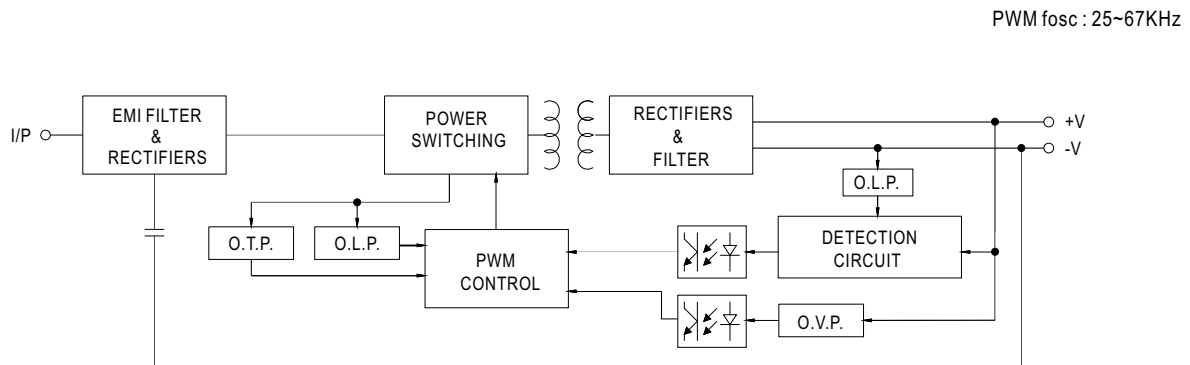 PWM fosc : 25~67KHz
I/P
EMI FILTER
&
RECTIFIERS
POWER
SWITCHING
RECTIFIERS
&
FILTER
+V
-V
O.L.P.
O.T.P.
O.L.P.
PWM
CONTROL
DETECTION
CIRCUIT
O.V.P.